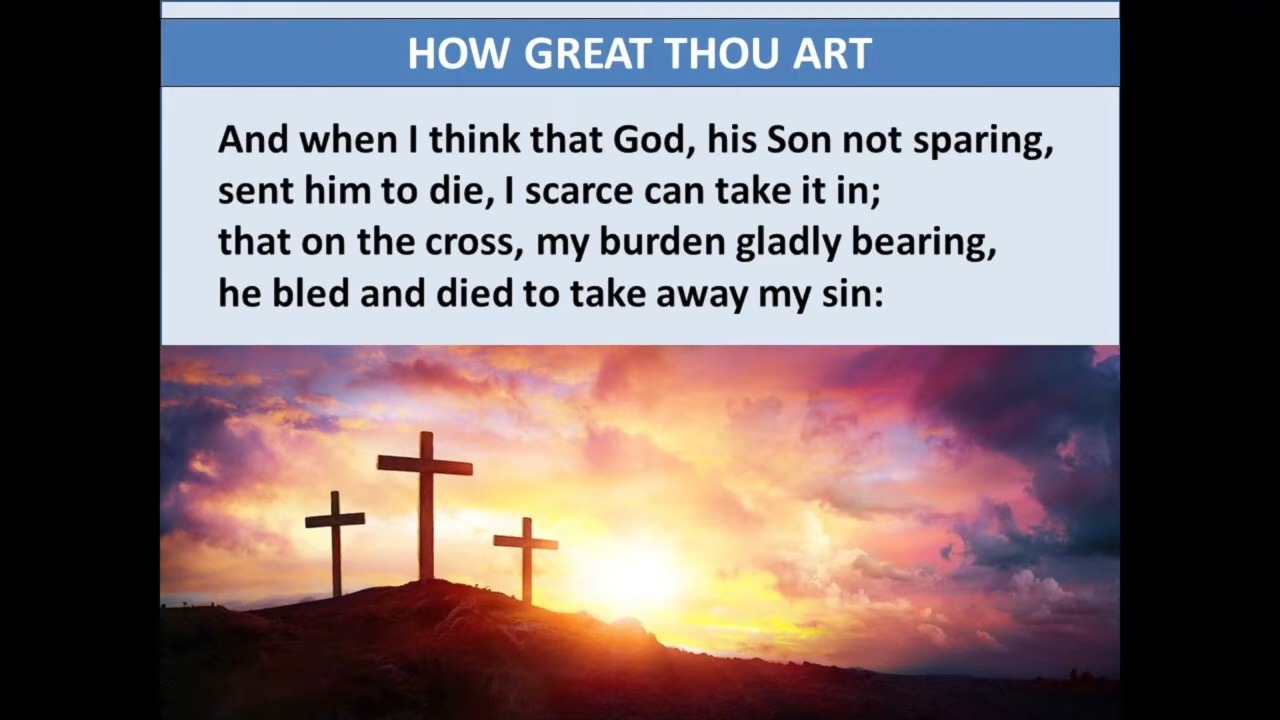 HOW GREAT THOU ART
And when I think that God, his Son not sparing,
sent him to die, I scarce can take it in;
that on the cross, my burden gladly bearing,
he bled and died to take away my sin: